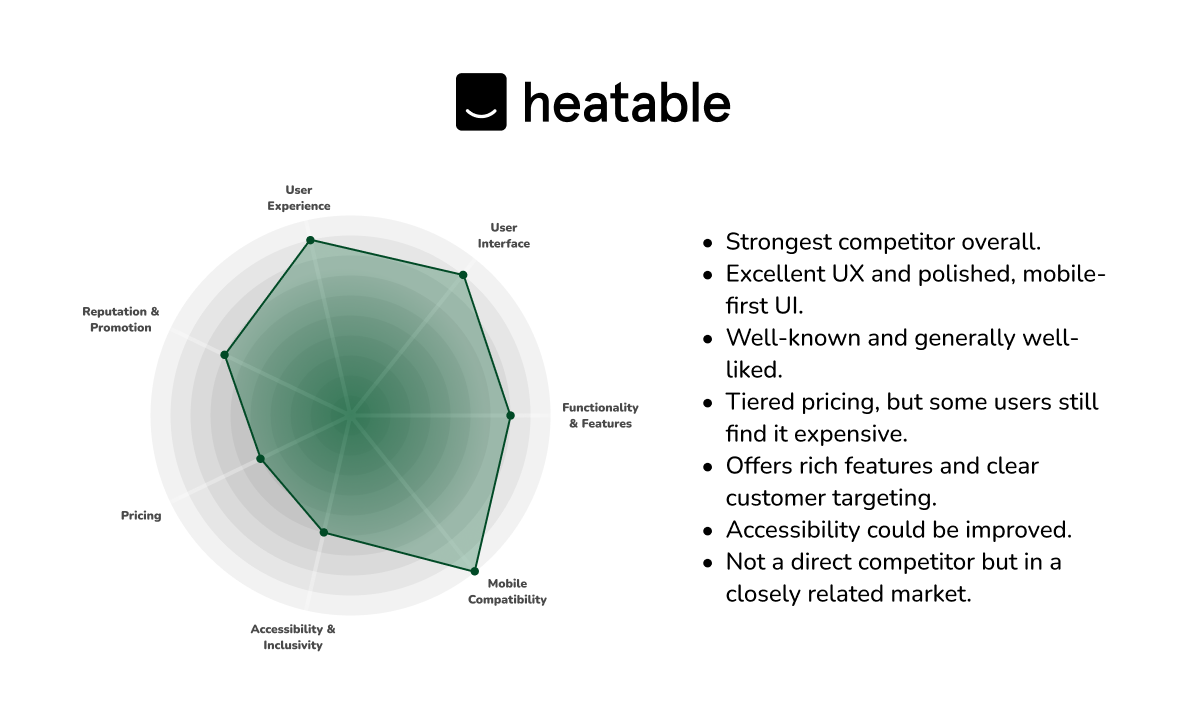 heatable
User
Experience
User
Interface
Reputation &
Promotion
Functionality
& Features
Pricing
Mobile
Compatibility
Accessibility &
Inclusivity
• Strongest competitor overall.
• Excellent UX and polished, mobile-
first UI.
• Well-known and generally well-
liked.
• Tiered pricing, but some users still
find it expensive.
• Offers rich features and clear
customer targeting.
• Accessibility could be improved.
• Not a direct competitor but in a
closely related market.